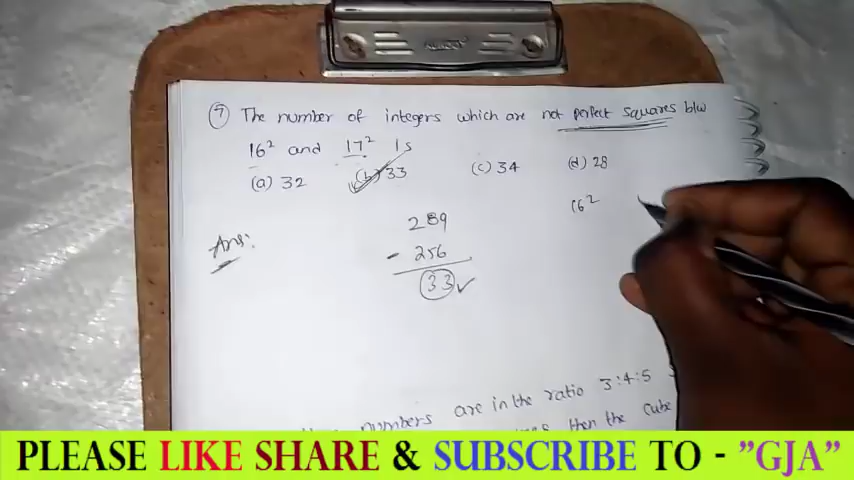 7 The number of integers which are not perfect squares b/w
16² and 17² is
(a) 32 (b) 33 (c) 34 (d) 28
Ans:
289
- 256
33
16²
numbers are in the ratio 3:4:5
then the cube
PLEASE LIKE SHARE & SUBSCRIBE TO - "GJA"